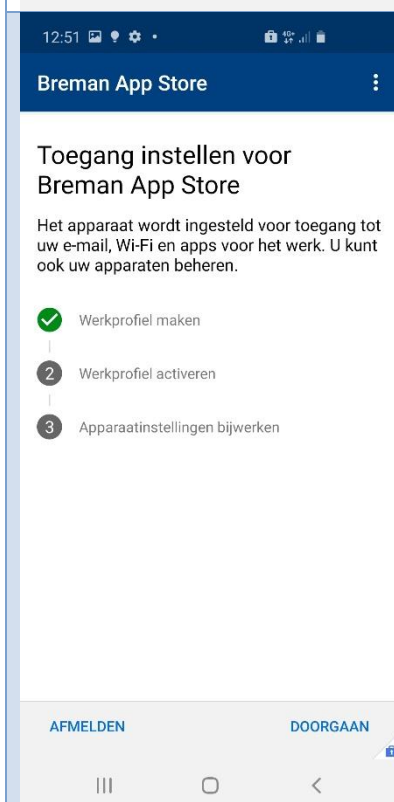 12:51
Breman App Store
Toegang instellen voor
Breman App Store
Het apparaat wordt ingesteld voor toegang tot
uw e-mail, Wi-Fi en apps voor het werk. U kunt
ook uw apparaten beheren.
Werkprofiel maken
2 Werkprofiel activeren
3 Apparaatinstellingen bijwerken
AFMELDEN DOORGAAN